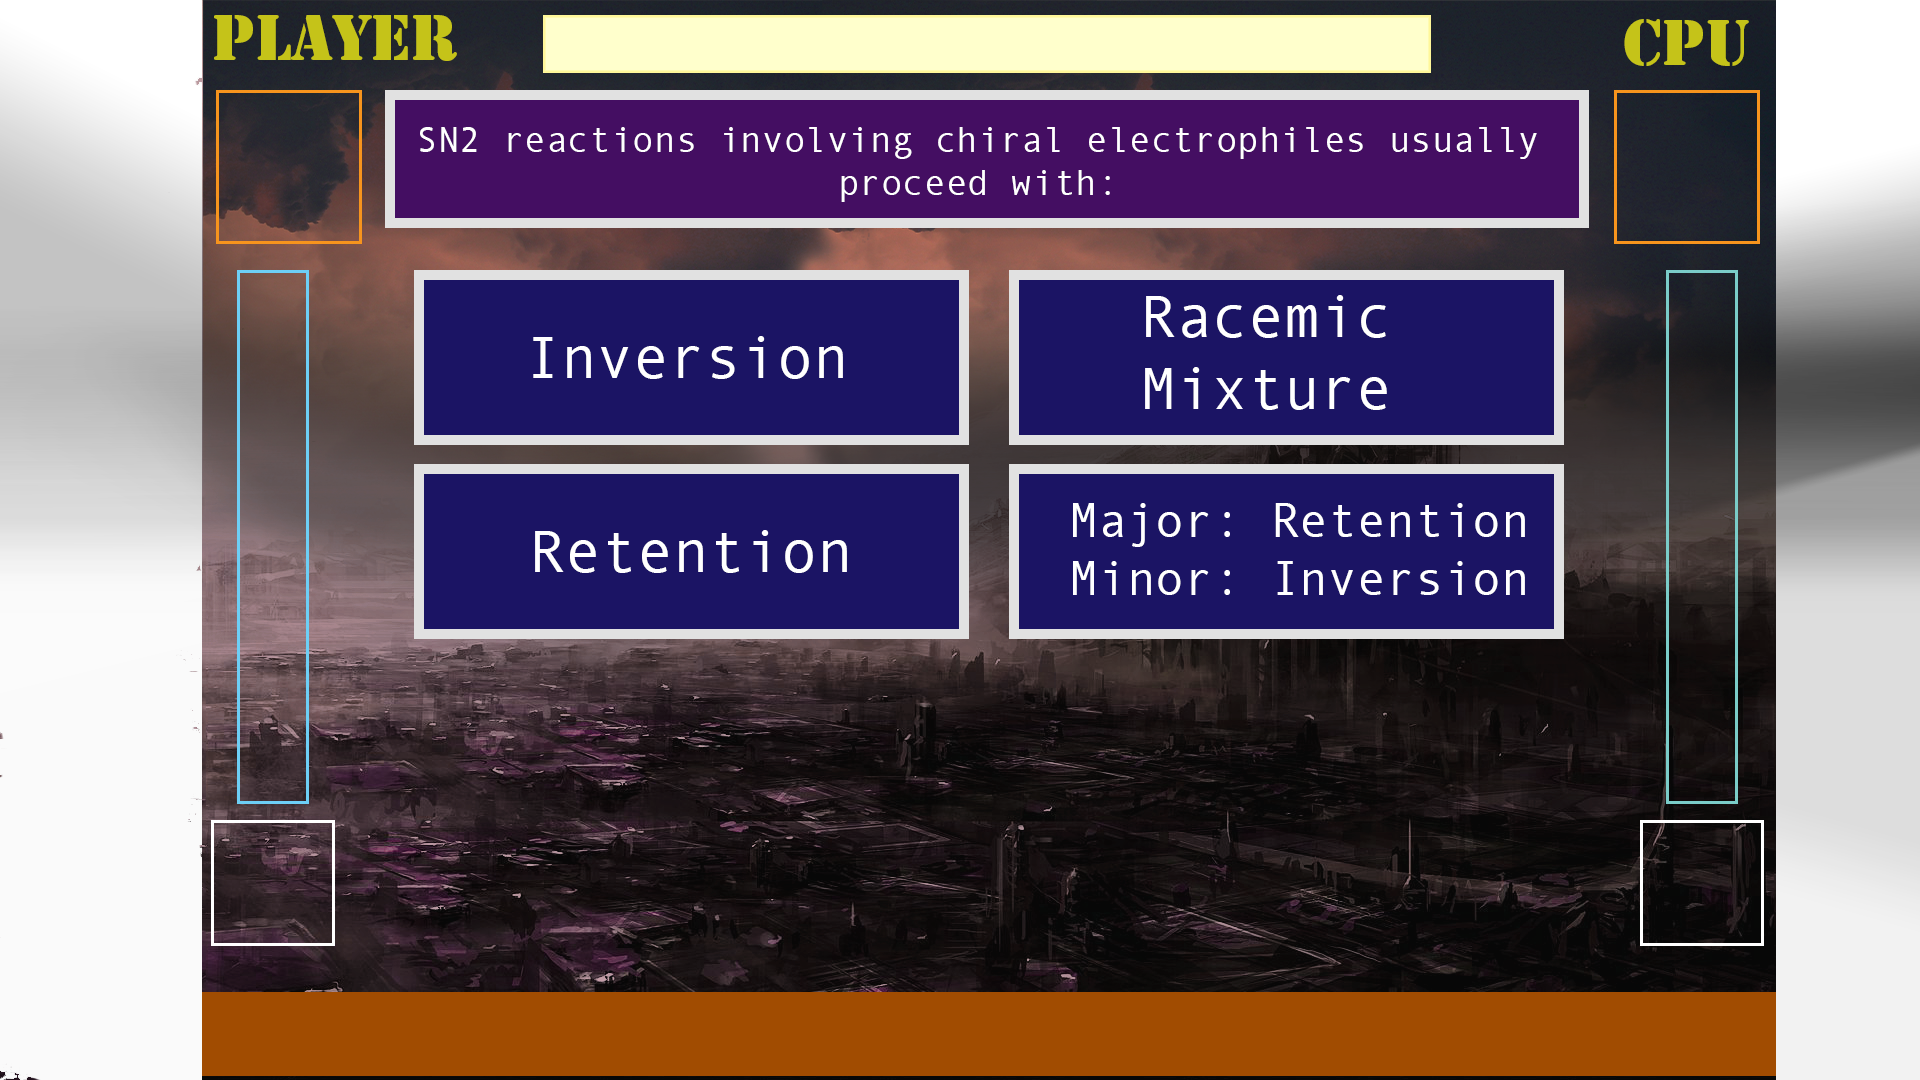 PLAYER
CPU
SN2 reactions involving chiral electrophiles usually
proceed with:
Inversion
Racemic
Mixture
Retention
Major: Retention
Minor: Inversion